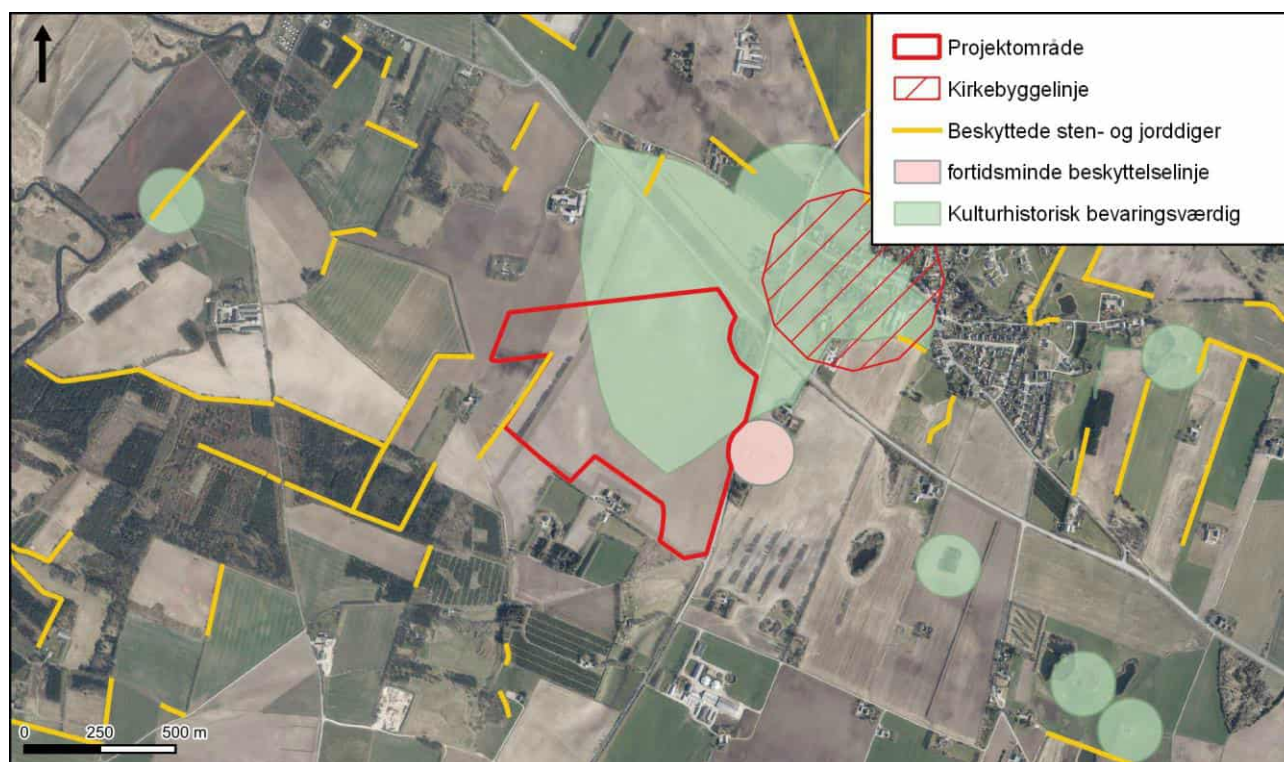 Projektområde
Kirkebyggelinje
Beskyttede sten- og jorddiger
fortidsminde beskyttelselinje
Kulturhistorisk bevaringsværdig
0 250 500 m